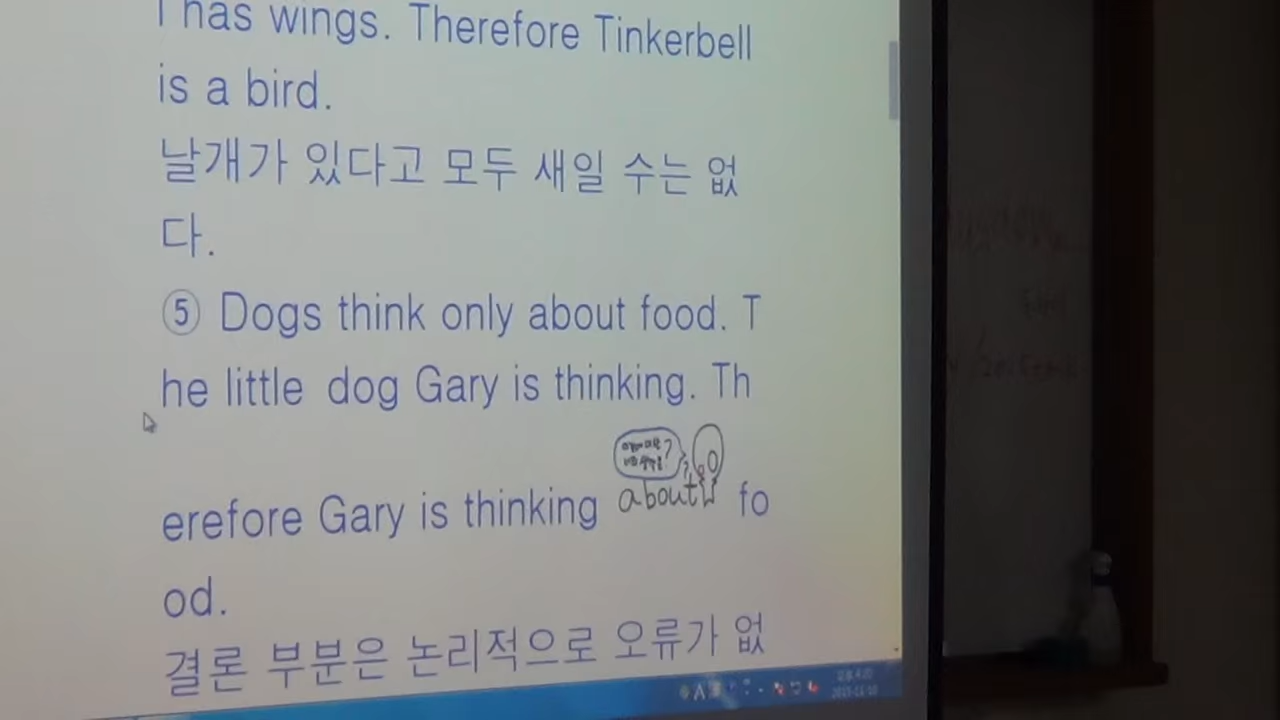 l has wings. Therefore Tinkerbell
is a bird.
날개가 있다고 모두 새일 수는 없
다.
⑤ Dogs think only about food. T
he little dog Gary is thinking. Th
erefore Gary is thinking about fo
od.
결론 부분은 논리적으로 오류가 없